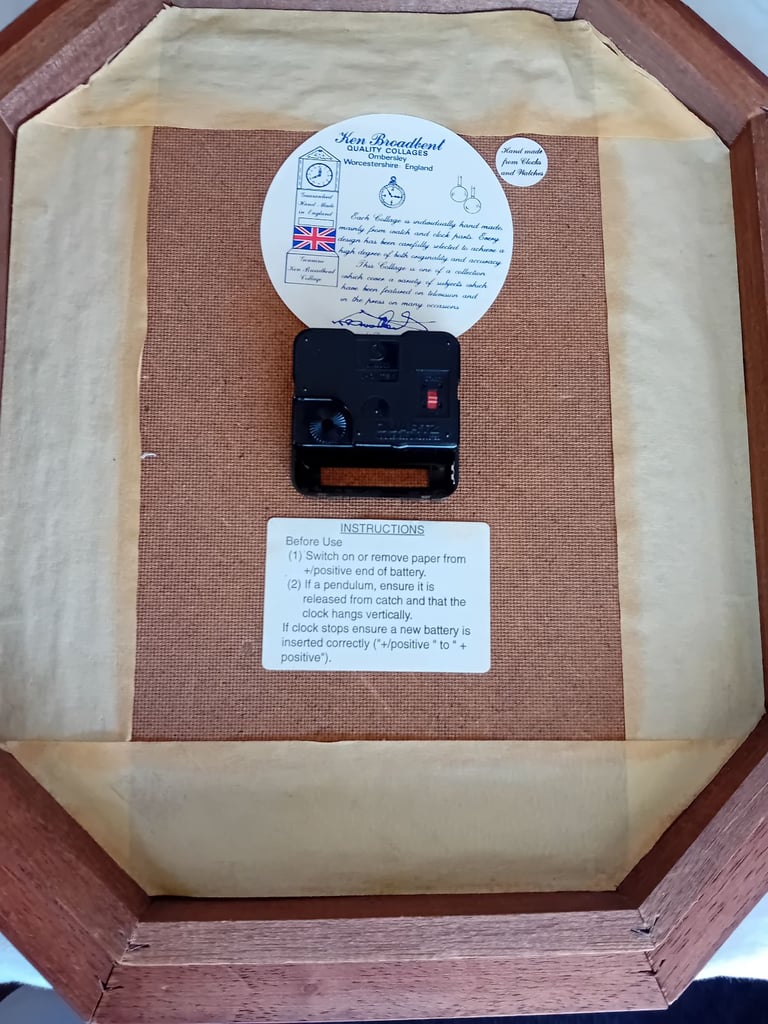 Ken Broadbent
QUALITY COLLAGES
Ombersley
Worcestershire England
Guaranteed
Hand Made
in England
Genuine
Ken Broadbent
Collage
Each Collage is individually hand made,
mainly from watch and clock parts. Every
design has been carefully selected to achieve a
high degree of both originality and accuracy.
This Collage is one of a collection
which cover a variety of subjects which
have been featured on television and
in the press on many occasions
Hand made
from Clocks
and Watches
INSTRUCTIONS
Before Use
(1) Switch on or remove paper from
+/positive end of battery.
(2) If a pendulum, ensure it is
released from catch and that the
clock hangs vertically.
If clock stops ensure a new battery is
inserted correctly ("+/positive " to " +
positive").